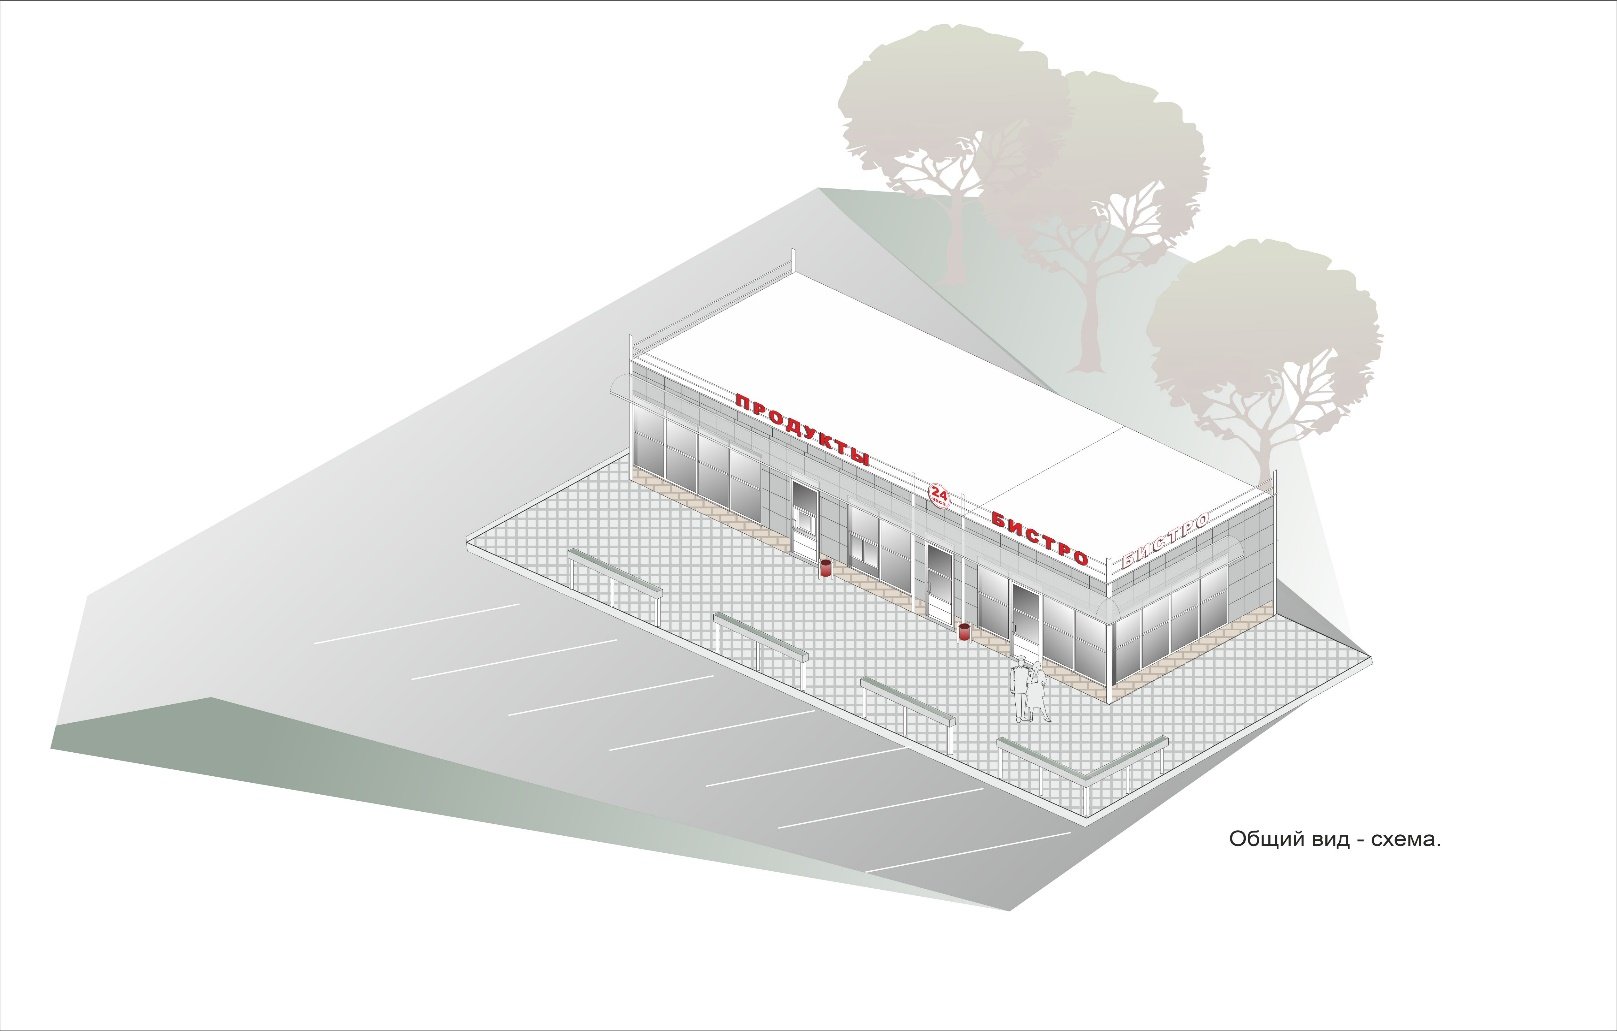 ПРОДУКТЫ
24
БИСТРО
БИСТРО
Общий вид - схема.